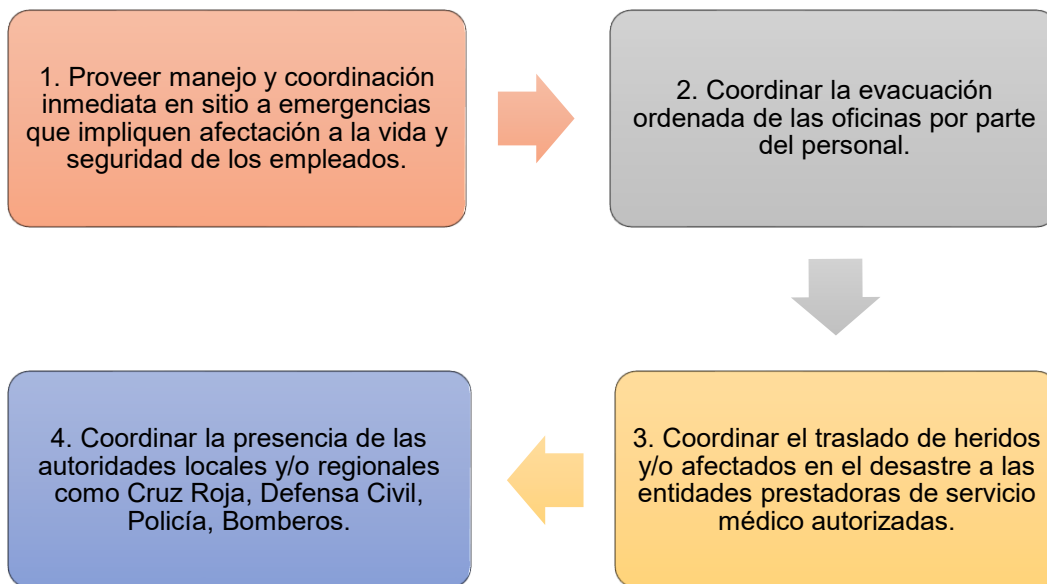 1. Proveer manejo y coordinación
inmediata en sitio a emergencias
que impliquen afectación a la vida y
seguridad de los empleados.
2. Coordinar la evacuación
ordenada de las oficinas por parte
del personal.
3. Coordinar el traslado de heridos
y/o afectados en el desastre a las
entidades prestadoras de servicio
médico autorizadas.
4. Coordinar la presencia de las
autoridades locales y/o regionales
como Cruz Roja, Defensa Civil,
Policía, Bomberos.